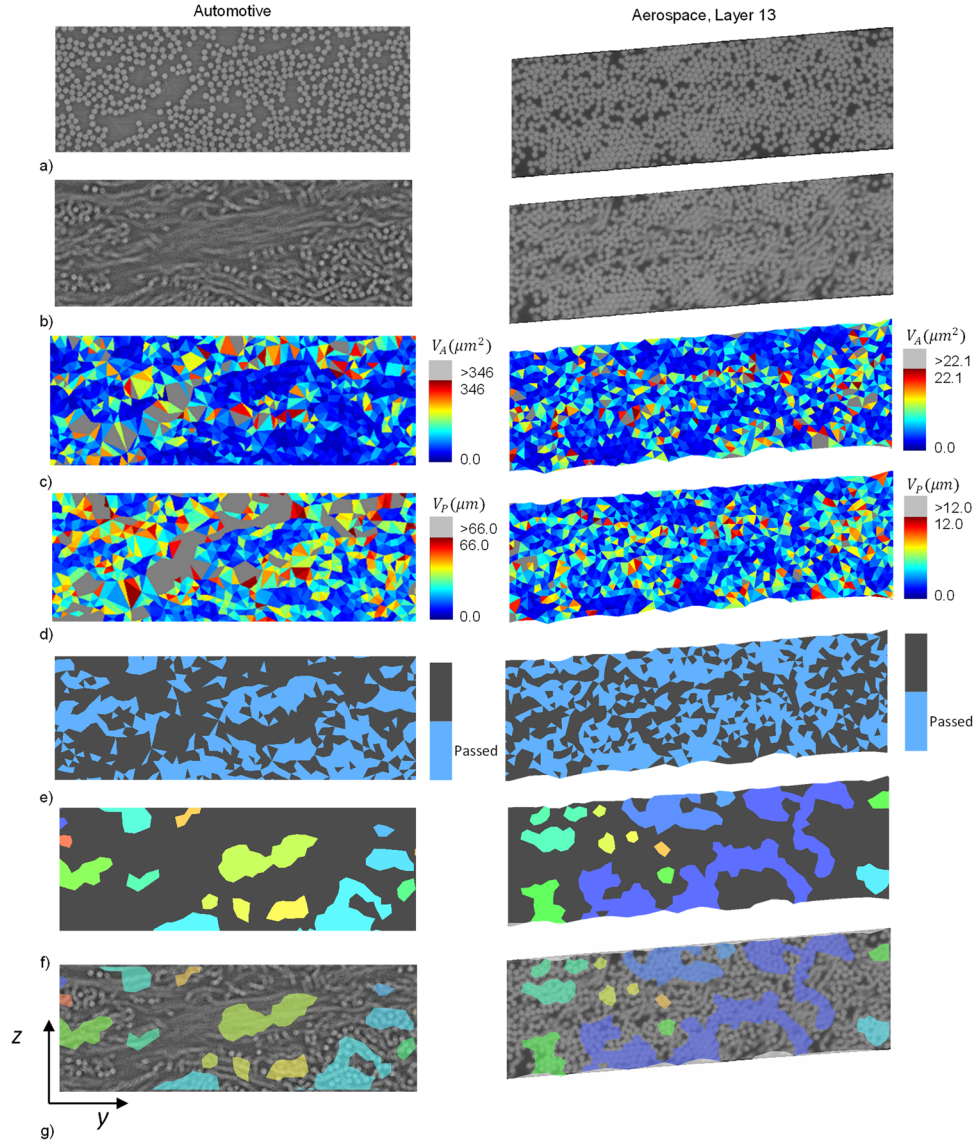 Automotive
Aerospace, Layer 13
a)
b)
V_A(μm²)
>346
346
0.0
V_A(μm²)
>22.1
22.1
0.0
c)
V_P(μm)
>66.0
66.0
0.0
V_P(μm)
>12.0
12.0
0.0
d)
Passed
Passed
e)
f)
z
y
g)